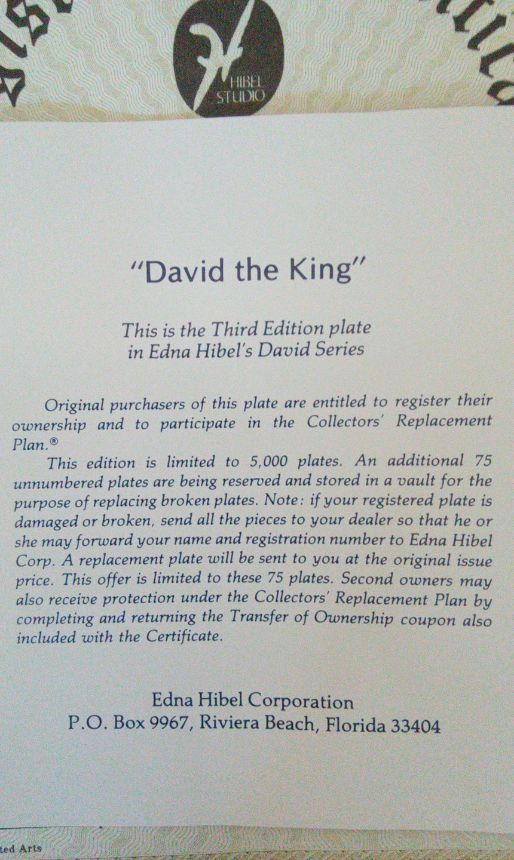 HIBEL
STUDIO
"David the King"
This is the Third Edition plate
in Edna Hibel's David Series
Original purchasers of this plate are entitled to register their
ownership and to participate in the Collectors' Replacement
Plan.®
This edition is limited to 5,000 plates. An additional 75
unnumbered plates are being reserved and stored in a vault for the
purpose of replacing broken plates. Note: if your registered plate is
damaged or broken, send all the pieces to your dealer so that he or
she may forward your name and registration number to Edna Hibel
Corp. A replacement plate will be sent to you at the original issue
price. This offer is limited to these 75 plates. Second owners may
also receive protection under the Collectors' Replacement Plan by
completing and returning the Transfer of Ownership coupon also
included with the Certificate.
Edna Hibel Corporation
P.O. Box 9967, Riviera Beach, Florida 33404
Arts